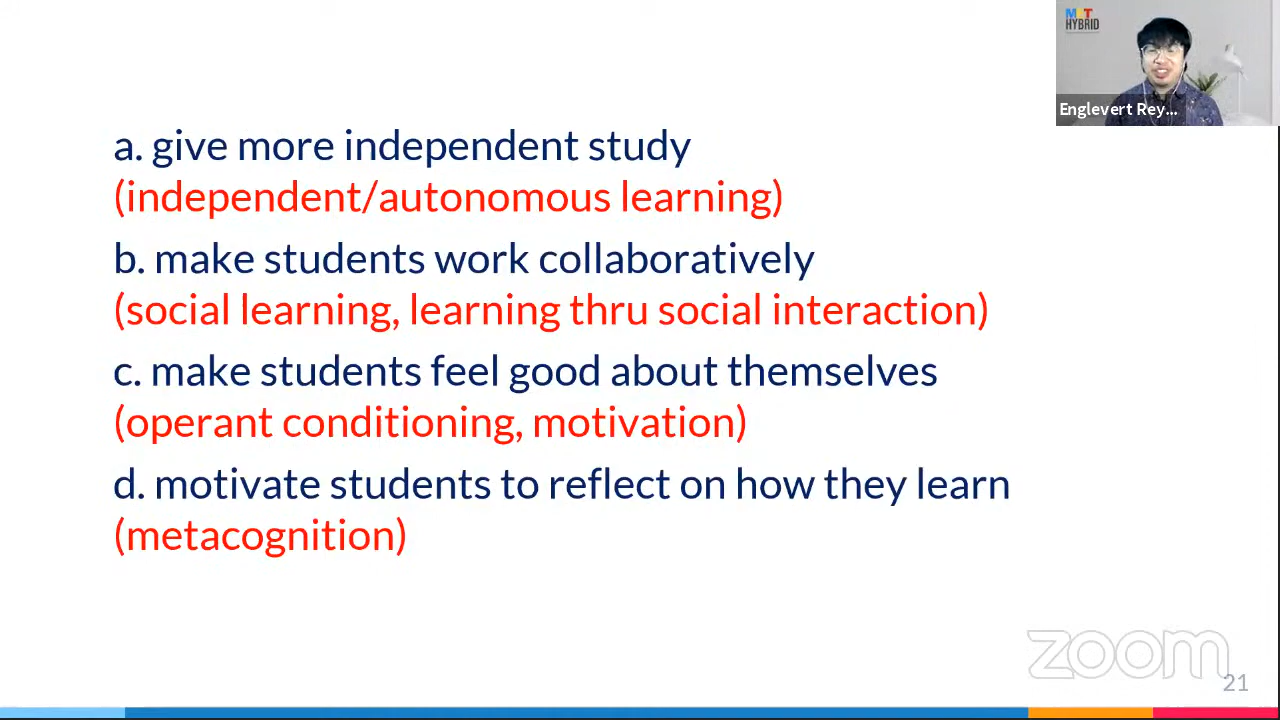 MET
HYBRID
Englevert Rey...
a. give more independent study
(independent/autonomous learning)
b. make students work collaboratively
(social learning, learning thru social interaction)
c. make students feel good about themselves
(operant conditioning, motivation)
d. motivate students to reflect on how they learn
(metacognition)
zoom
21